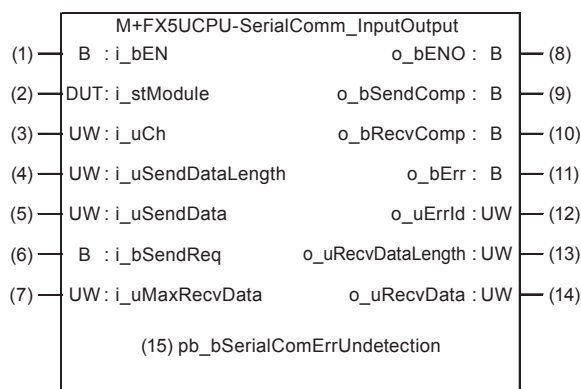 M+FX5UCPU-SerialComm_InputOutput
(1) B : i_bEN o_bENO : B (8)
(2) DUT: i_stModule o_bSendComp : B (9)
(3) UW : i_uCh o_bRecvComp : B (10)
(4) UW : i_uSendDataLength o_bErr : B (11)
(5) UW : i_uSendData o_uErrId : UW (12)
(6) B : i_bSendReq o_uRecvDataLength : UW (13)
(7) UW : i_uMaxRecvData o_uRecvData : UW (14)
(15) pb_bSerialComErrUndetection